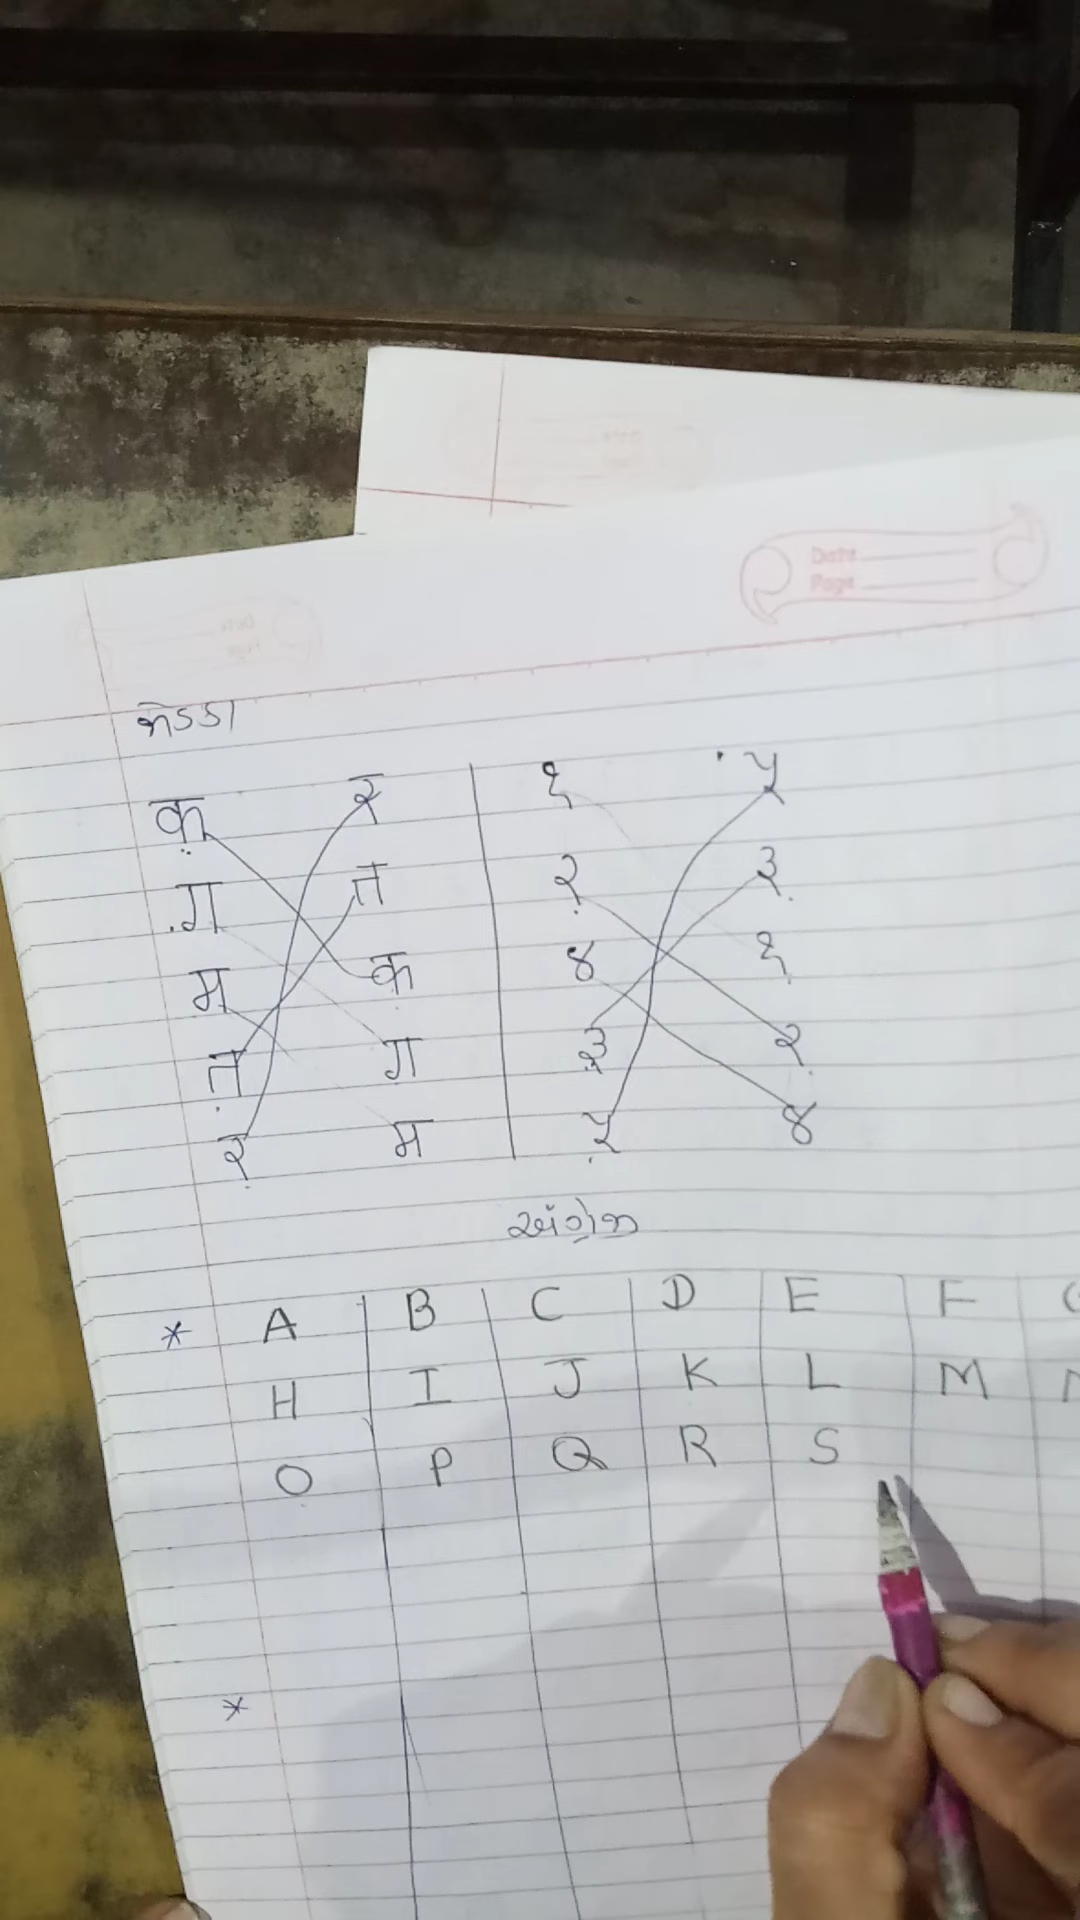 Date
Page
જોડકા
क र १ ५
ग त २ ३
म क ४ १
त ग ३ २
र म ५ ४
અંગ્રેજી
* A B C D E F
H I J K L M
O P Q R S
*